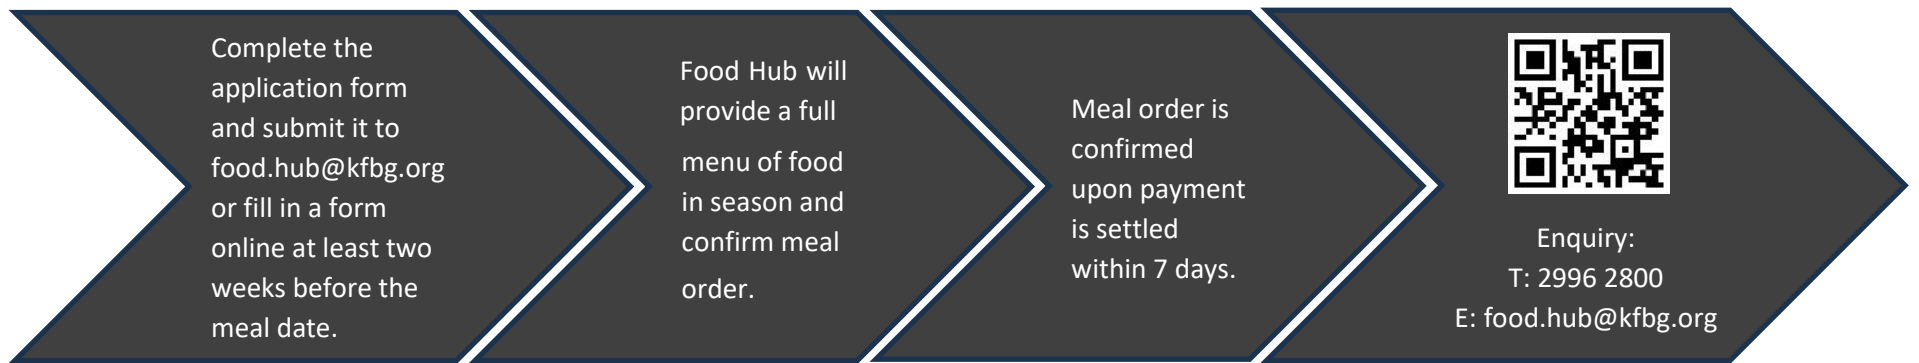 Complete the
application form
and submit it to
food.hub@kfbg.org
or fill in a form
online at least two
weeks before the
meal date.
Food Hub will
provide a full
menu of food
in season and
confirm meal
order.
Meal order is
confirmed
upon payment
is settled
within 7 days.
Enquiry:
T: 2996 2800
E: food.hub@kfbg.org